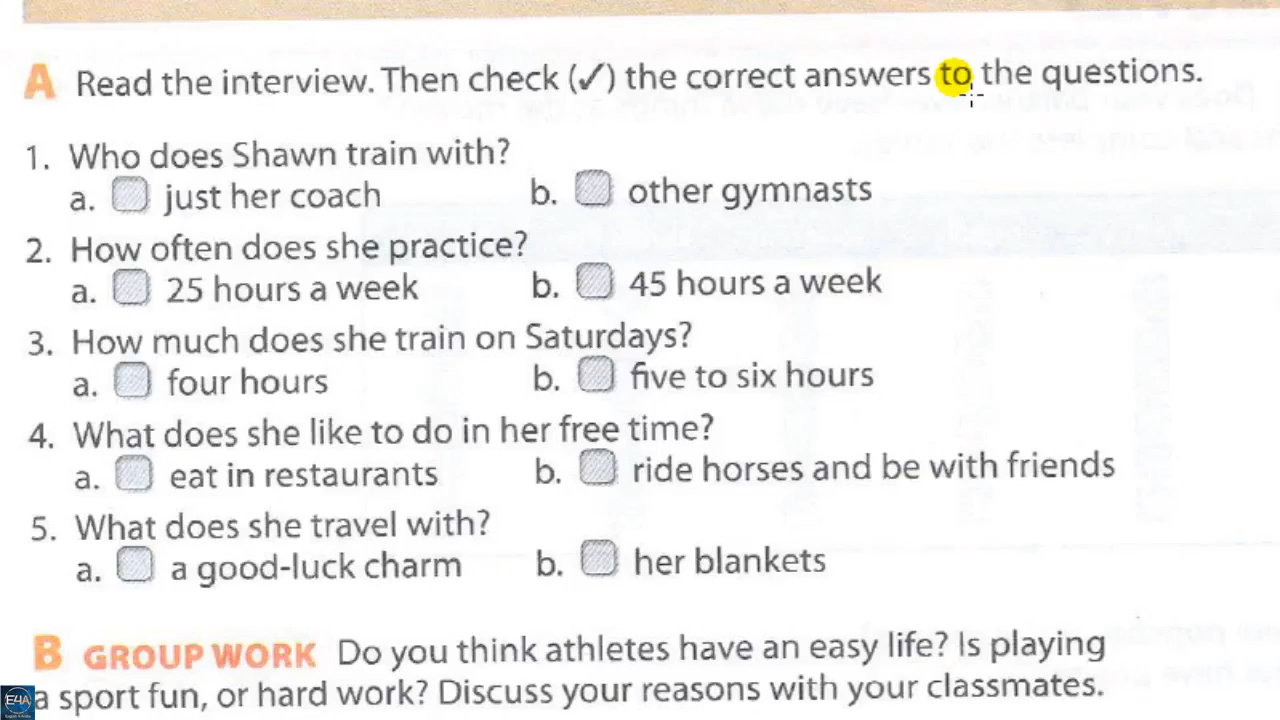 A Read the interview. Then check (✓) the correct answers to the questions.
1. Who does Shawn train with?
a. just her coach b. other gymnasts
2. How often does she practice?
a. 25 hours a week b. 45 hours a week
3. How much does she train on Saturdays?
a. four hours b. five to six hours
4. What does she like to do in her free time?
a. eat in restaurants b. ride horses and be with friends
5. What does she travel with?
a. a good-luck charm b. her blankets
B GROUP WORK Do you think athletes have an easy life? Is playing
a sport fun, or hard work? Discuss your reasons with your classmates.
E4A